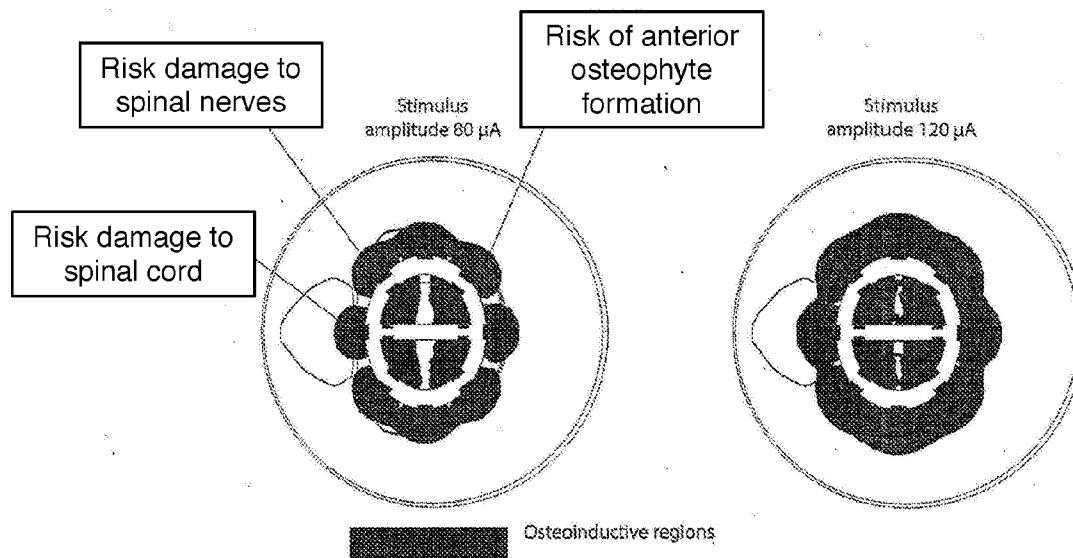 Risk damage to
spinal nerves
Risk of anterior
osteophyte
formation
Stimulus
amplitude 80 µA
Stimulus
amplitude 120 µA
Risk damage to
spinal cord
Osteoinductive regions